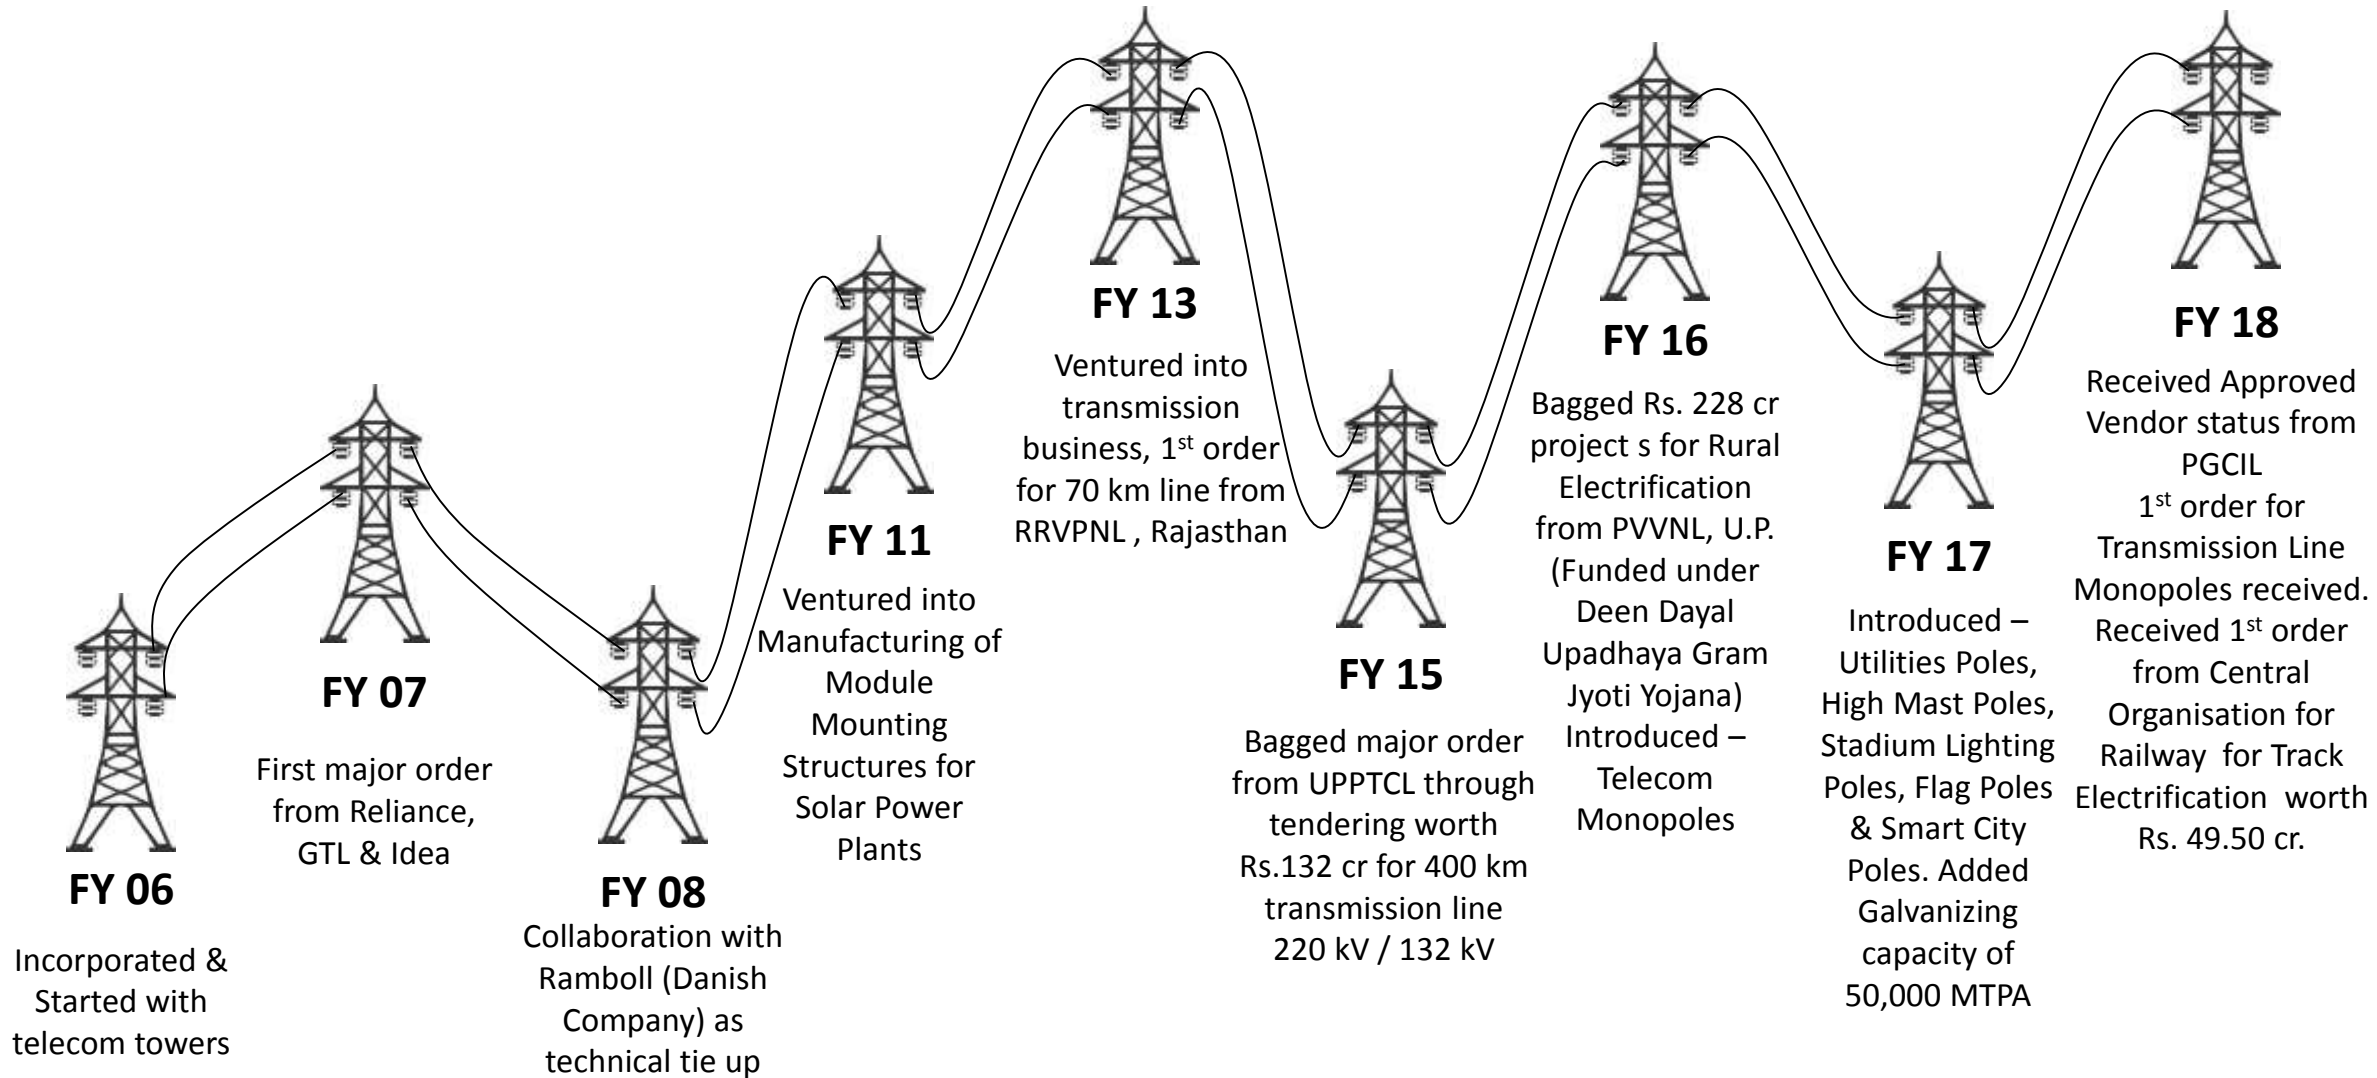 FY 06
Incorporated &
Started with
telecom towers
FY 07
First major order
from Reliance,
GTL & Idea
FY 08
Collaboration with
Ramboll (Danish
Company) as
technical tie up
FY 11
Ventured into
Manufacturing of
Module
Mounting
Structures for
Solar Power
Plants
FY 13
Ventured into
transmission
business, 1st order
for 70 km line from
RRVPNL , Rajasthan
FY 15
Bagged major order
from UPPTCL through
tendering worth
Rs.132 cr for 400 km
transmission line
220 kV / 132 kV
FY 16
Bagged Rs. 228 cr
project s for Rural
Electrification
from PVVNL, U.P.
(Funded under
Deen Dayal
Upadhaya Gram
Jyoti Yojana)
Introduced –
Telecom
Monopoles
FY 17
Introduced –
Utilities Poles,
High Mast Poles,
Stadium Lighting
Poles, Flag Poles
& Smart City
Poles. Added
Galvanizing
capacity of
50,000 MTPA
FY 18
Received Approved
Vendor status from
PGCIL
1st order for
Transmission Line
Monopoles received.
Received 1st order
from Central
Organisation for
Railway  for Track
Electrification  worth
Rs. 49.50 cr.